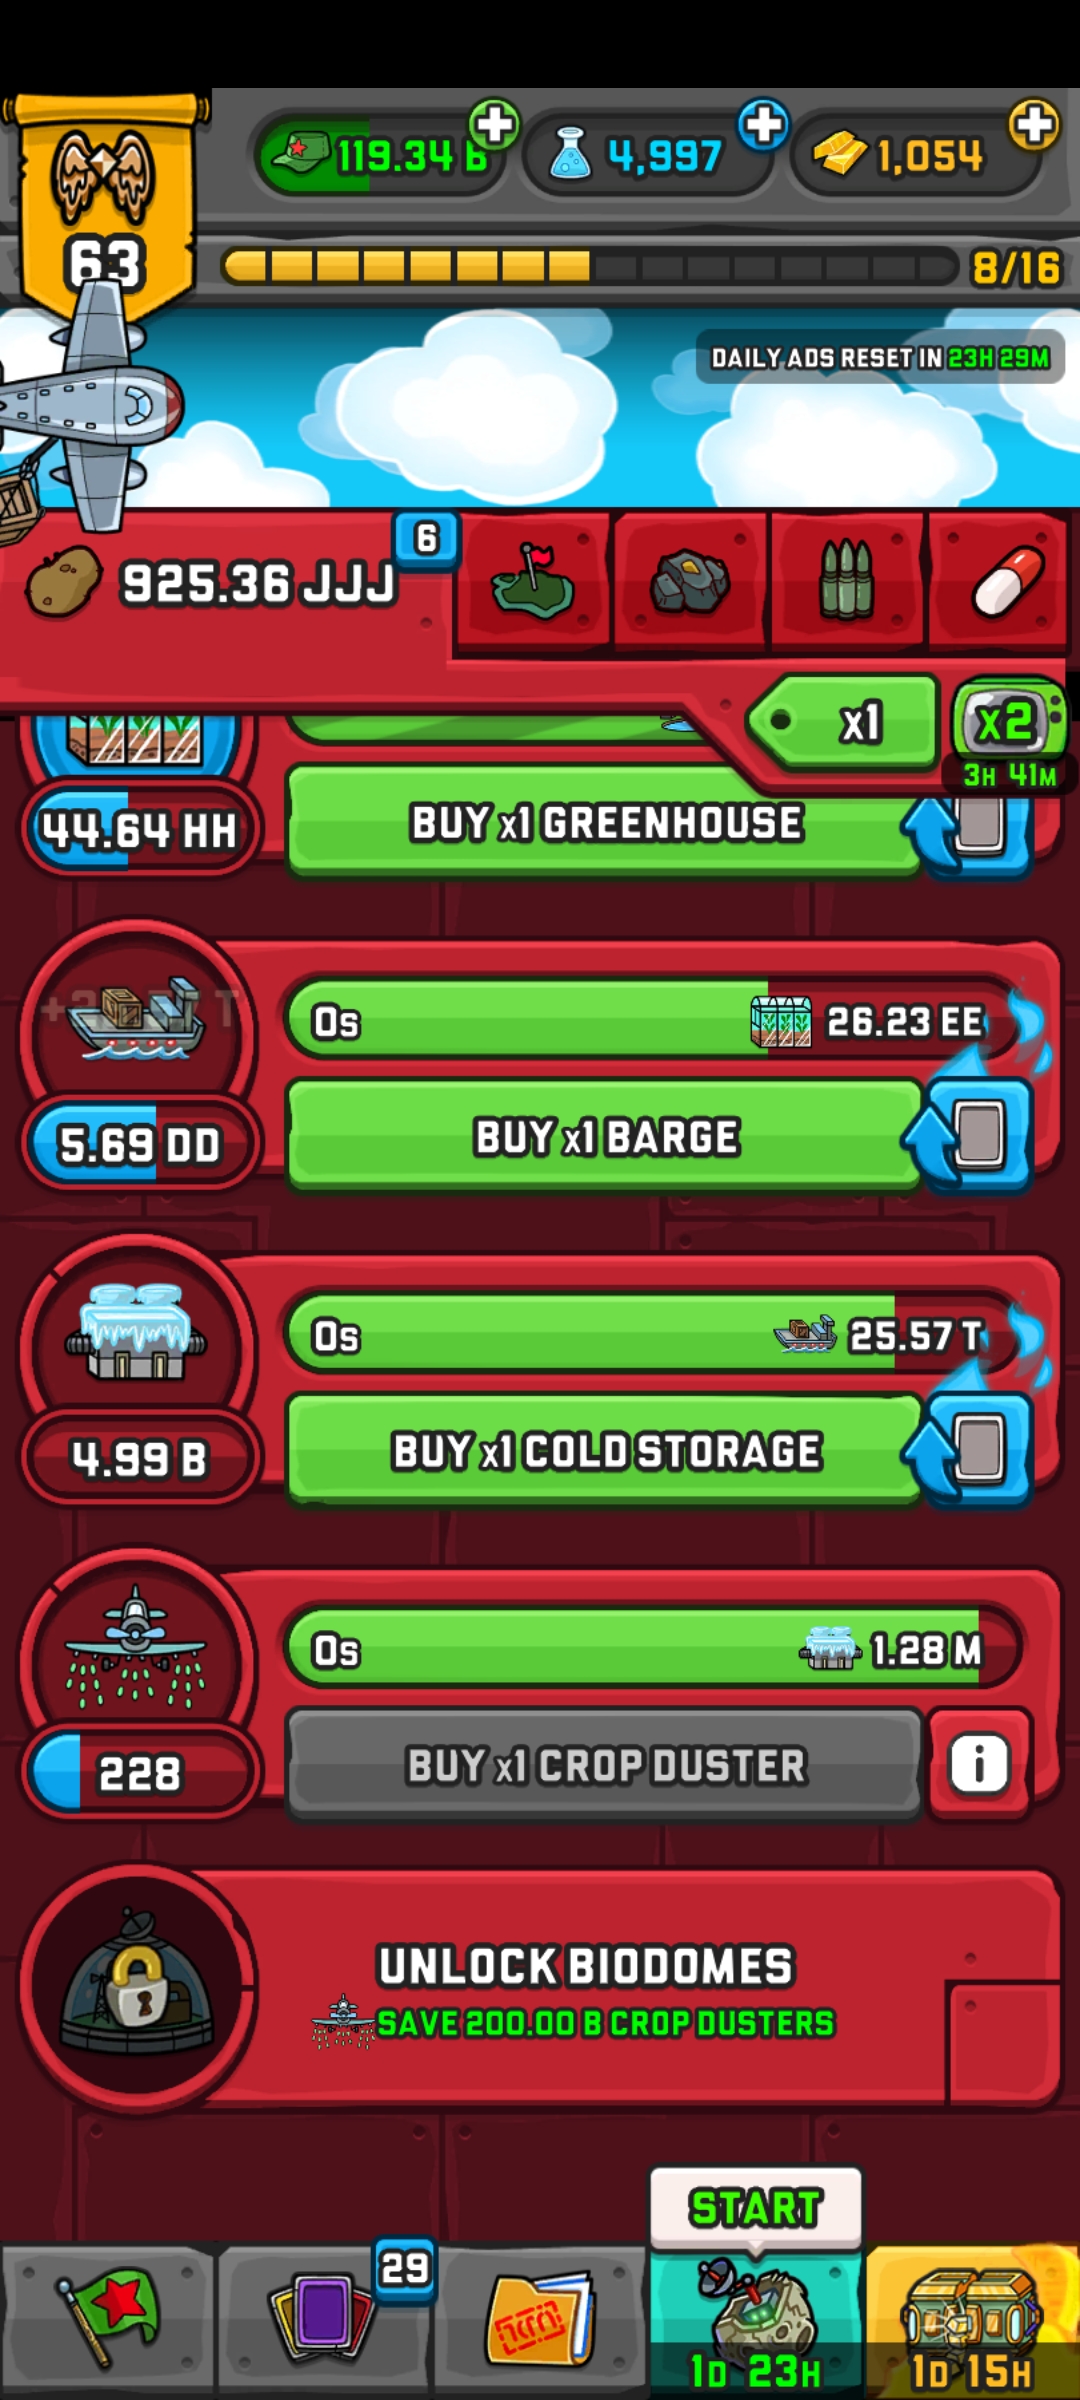 119.34 B
4,997
1,054
63
8/16
DAILY ADS RESET IN 23H 29M
925.36 JJJ
6
x1
x2
3H 41M
44.64 HH
BUY x1 GREENHOUSE
0s
26.23 EE
5.69 DD
BUY x1 BARGE
0s
25.57 T
4.99 B
BUY x1 COLD STORAGE
0s
1.28 M
228
BUY x1 CROP DUSTER
i
UNLOCK BIODOMES
SAVE 200.00 B CROP DUSTERS
START
29
1D 23H
1D 15H